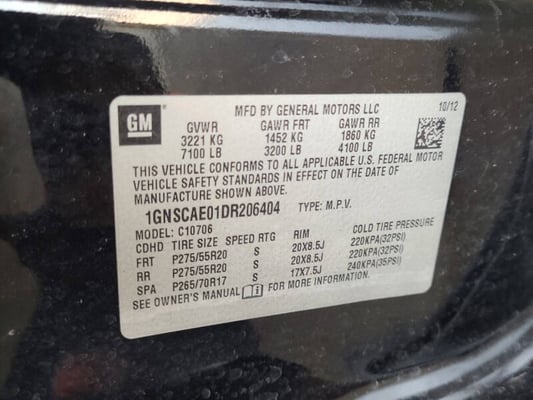 GM
MFD BY GENERAL MOTORS LLC 10/12
GVWR GAWR FRT GAWR RR
3221 KG 1452 KG 1860 KG
7100 LB 3200 LB 4100 LB
THIS VEHICLE CONFORMS TO ALL APPLICABLE U.S. FEDERAL MOTOR
VEHICLE SAFETY STANDARDS IN EFFECT ON THE DATE OF
MANUFACTURE SHOWN ABOVE.
1GNSCAE01DR206404 TYPE: M.P.V.
MODEL: C10706
CDHD TIRE SIZE SPEED RTG RIM COLD TIRE PRESSURE
FRT P275/55R20 S 20X8.5J 220KPA(32PSI)
RR P275/55R20 S 20X8.5J 220KPA(32PSI)
SPA P265/70R17 S 17X7.5J 240KPA(35PSI)
SEE OWNER'S MANUAL